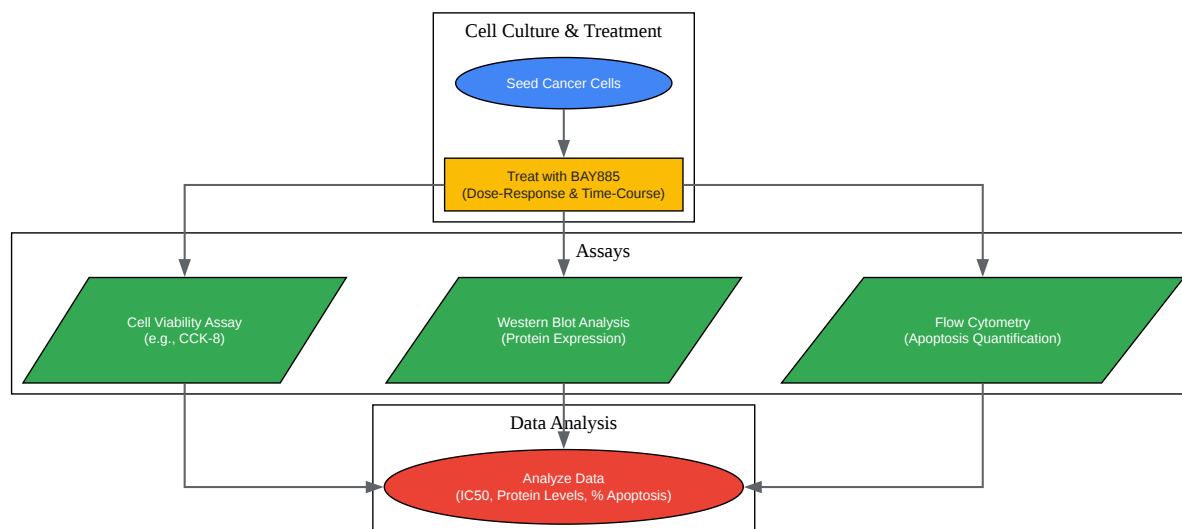 Cell Culture & Treatment
Seed Cancer Cells
Treat with BAY885
(Dose-Response & Time-Course)
Assays
Cell Viability Assay
(e.g., CCK-8)
Western Blot Analysis
(Protein Expression)
Flow Cytometry
(Apoptosis Quantification)
Data Analysis
Analyze Data
(IC50, Protein Levels, % Apoptosis)